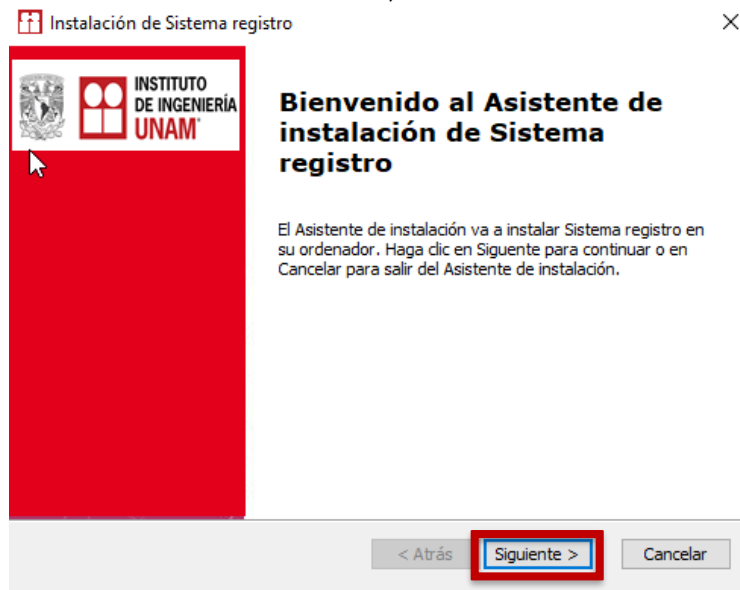 Instalación de Sistema registro
INSTITUTO
DE INGENIERÍA
UNAM
Bienvenido al Asistente de
instalación de Sistema
registro
El Asistente de instalación va a instalar Sistema registro en
su ordenador. Haga clic en Siguente para continuar o en
Cancelar para salir del Asistente de instalación.
< Atrás
Siguiente >
Cancelar